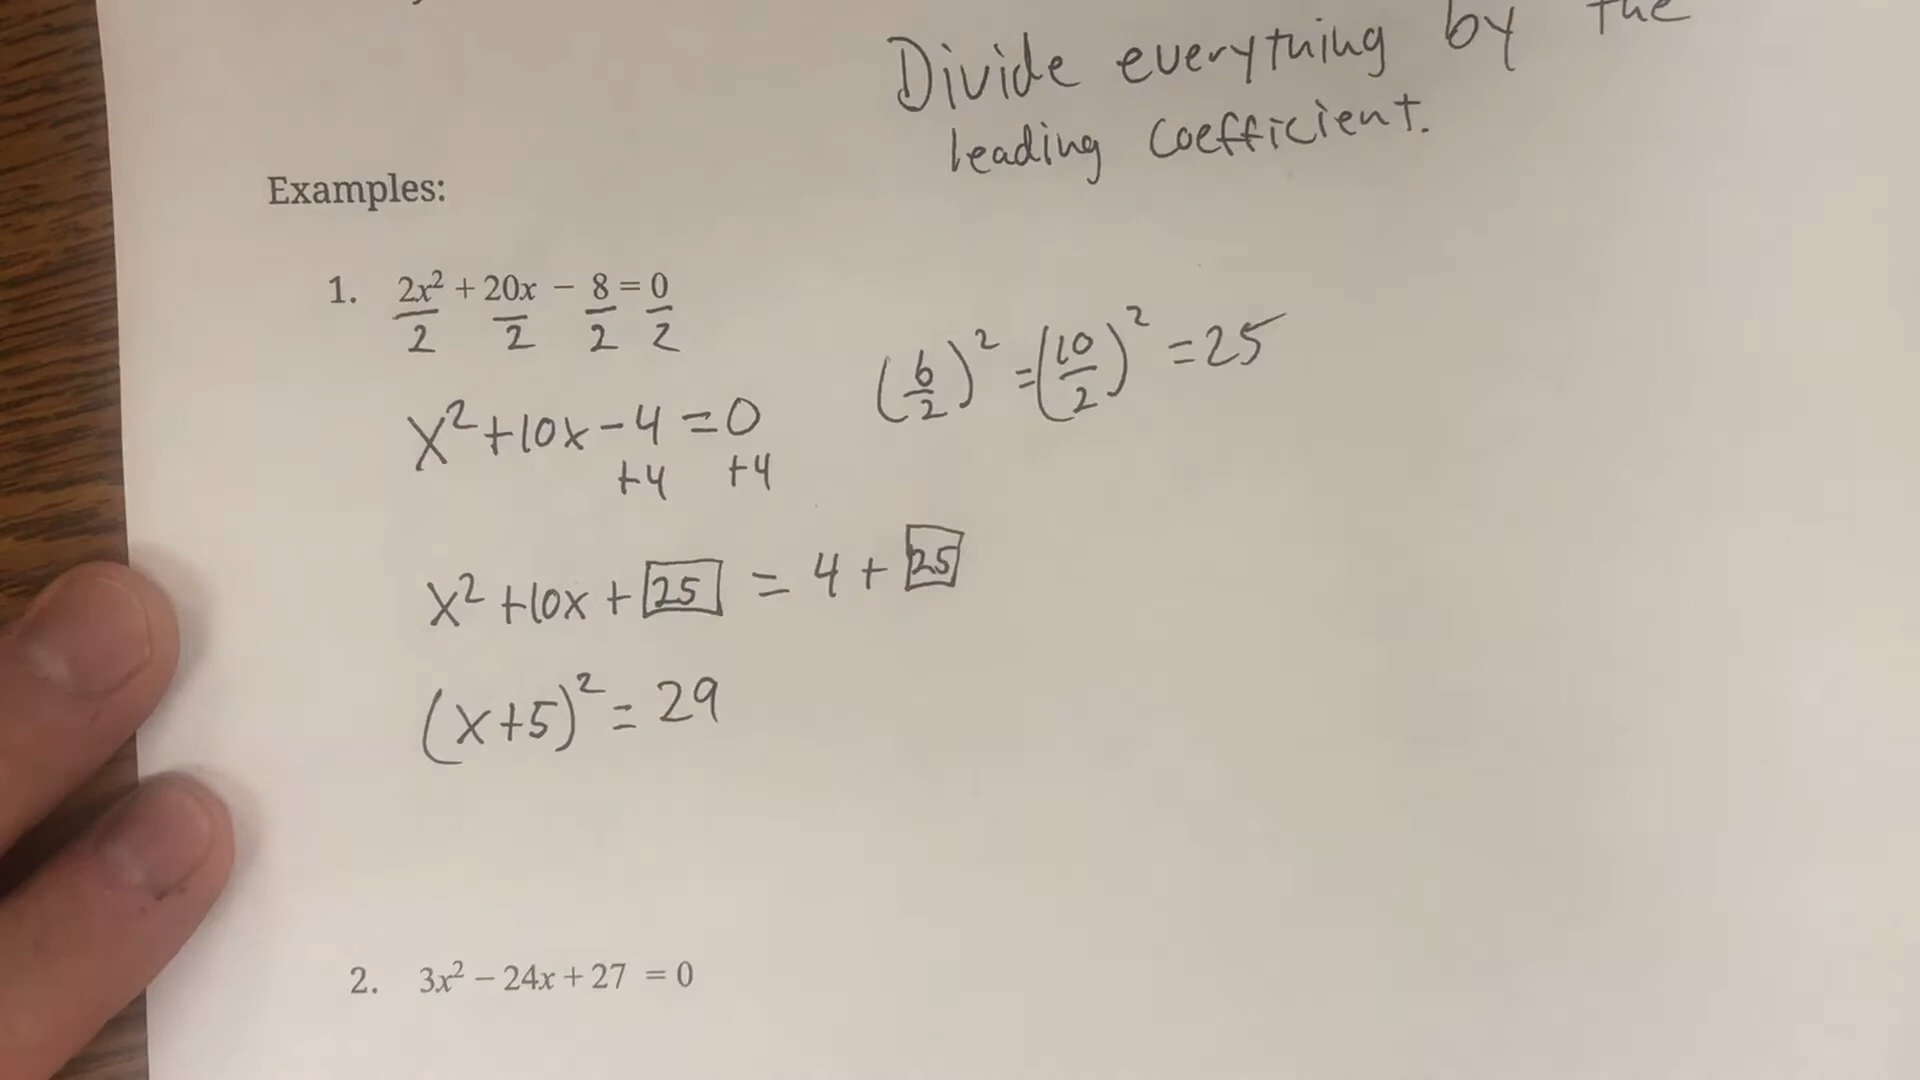 Divide everything by the
leading coefficient.
Examples:
1. 2x² + 20x − 8 = 0
2 2 2 2
(b/2)² = (10/2)² = 25
x² + 10x − 4 = 0
+4 +4
x² + 10x + 25 = 4 + 25
(x+5)² = 29
2. 3x² − 24x + 27 = 0